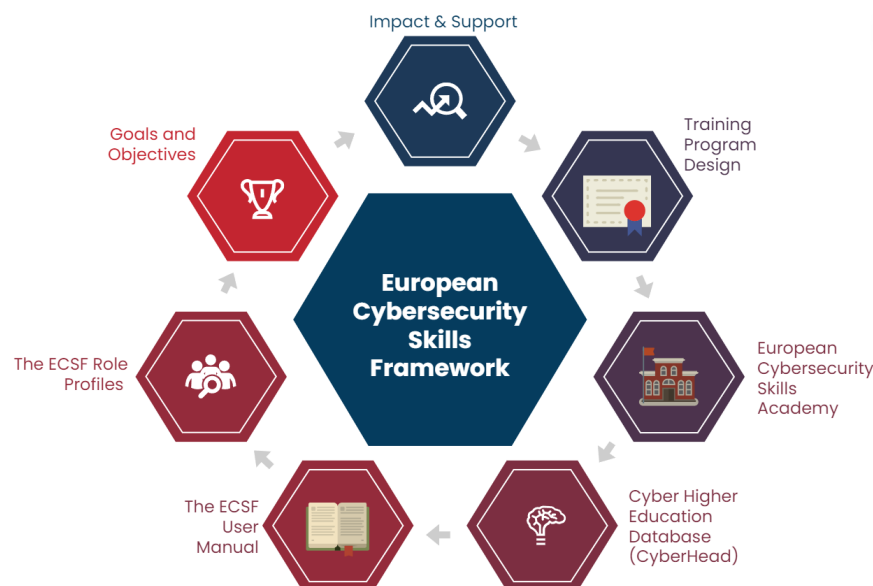 Impact & Support
Goals and
Objectives
Training
Program
Design
European
Cybersecurity
Skills
Framework
The ECSF Role
Profiles
European
Cybersecurity
Skills
Academy
The ECSF
User
Manual
Cyber Higher
Education
Database
(CyberHead)